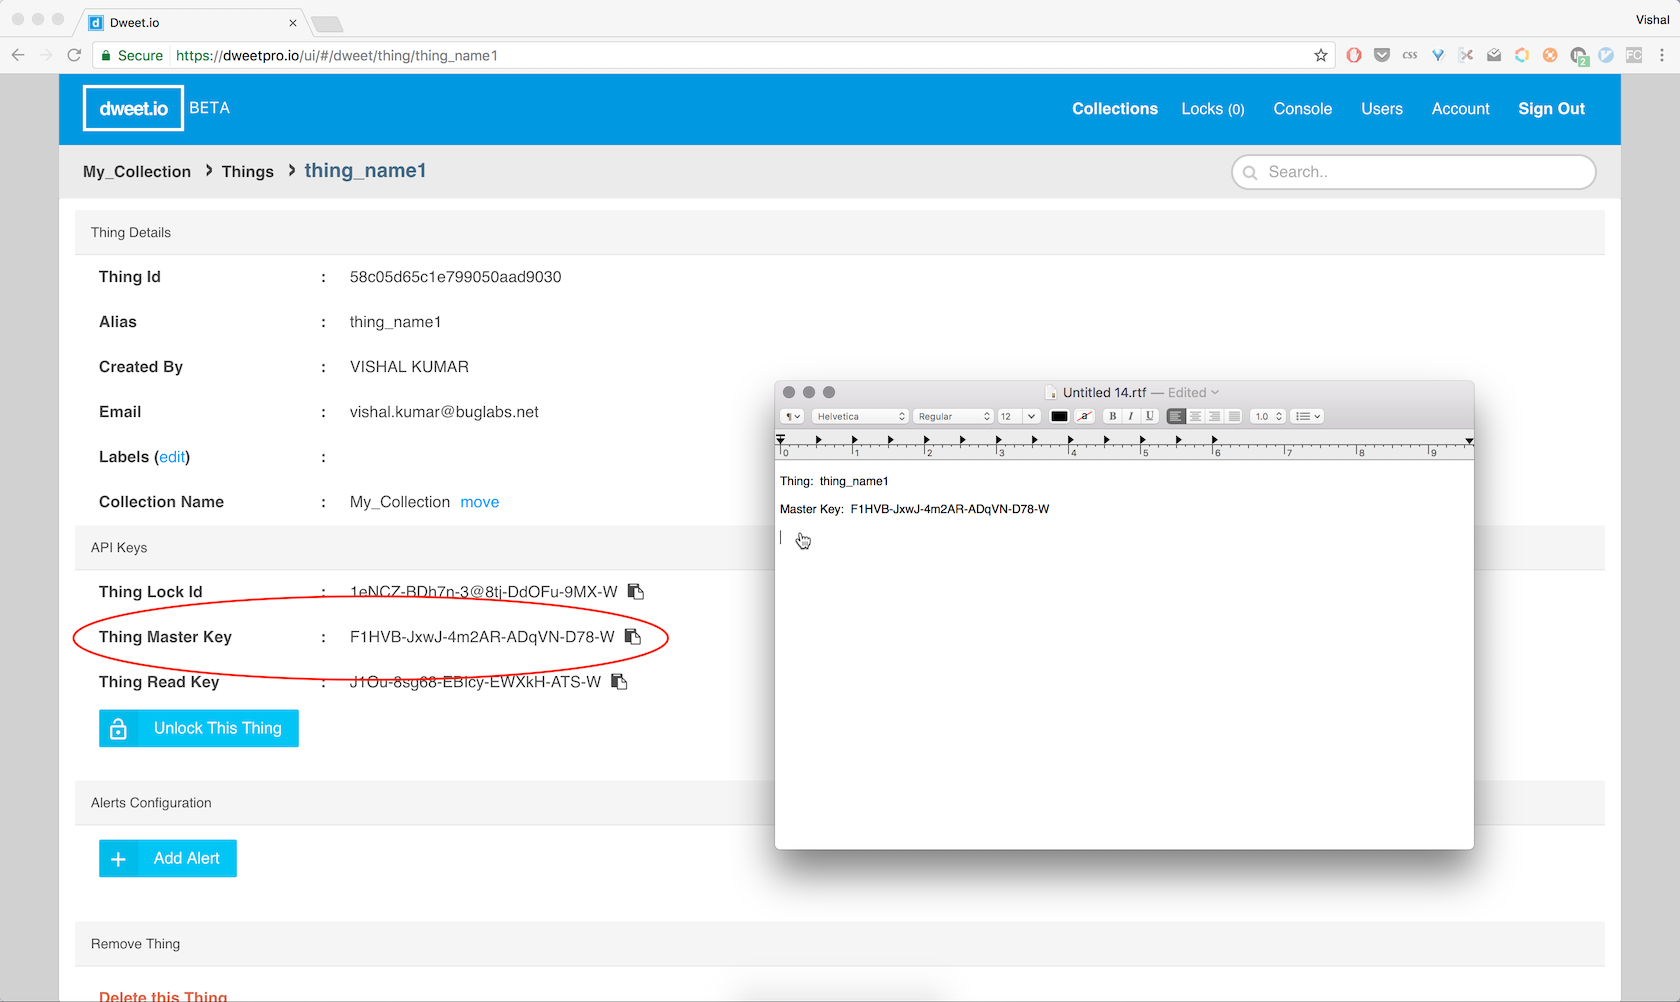 Dweet.io
Vishal
Secure https://dweetpro.io/ui/#/dweet/thing/thing_name1
css
2
FC
dweet.io BETA
Collections Locks (0) Console Users Account Sign Out
My_Collection Things thing_name1
Search..
Thing Details
Thing Id : 58c05d65c1e799050aad9030
Alias : thing_name1
Created By : VISHAL KUMAR
Email : vishal.kumar@buglabs.net
Labels (edit) :
Collection Name : My_Collection move
API Keys
Thing Lock Id : 1eNCZ-BDh7n-3@8tj-DdOFu-9MX-W
Thing Master Key : F1HVB-JxwJ-4m2AR-ADqVN-D78-W
Thing Read Key : J1Ou-8sg68-EBIcy-EWXkH-ATS-W
Unlock This Thing
Alerts Configuration
Add Alert
Remove Thing
Delete this Thing
Untitled 14.rtf — Edited
Helvetica Regular 12 a B I U 1.0
0 1 2 3 4 5 6 7 8 9
Thing: thing_name1
Master Key: F1HVB-JxwJ-4m2AR-ADqVN-D78-W